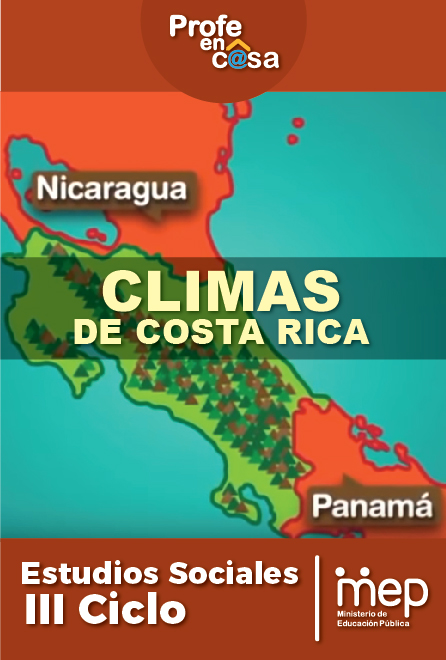 Profe
en
c@sa
Nicaragua
CLIMAS
DE COSTA RICA
Panamá
Estudios Sociales
III Ciclo
mep
Ministerio de
Educación Pública